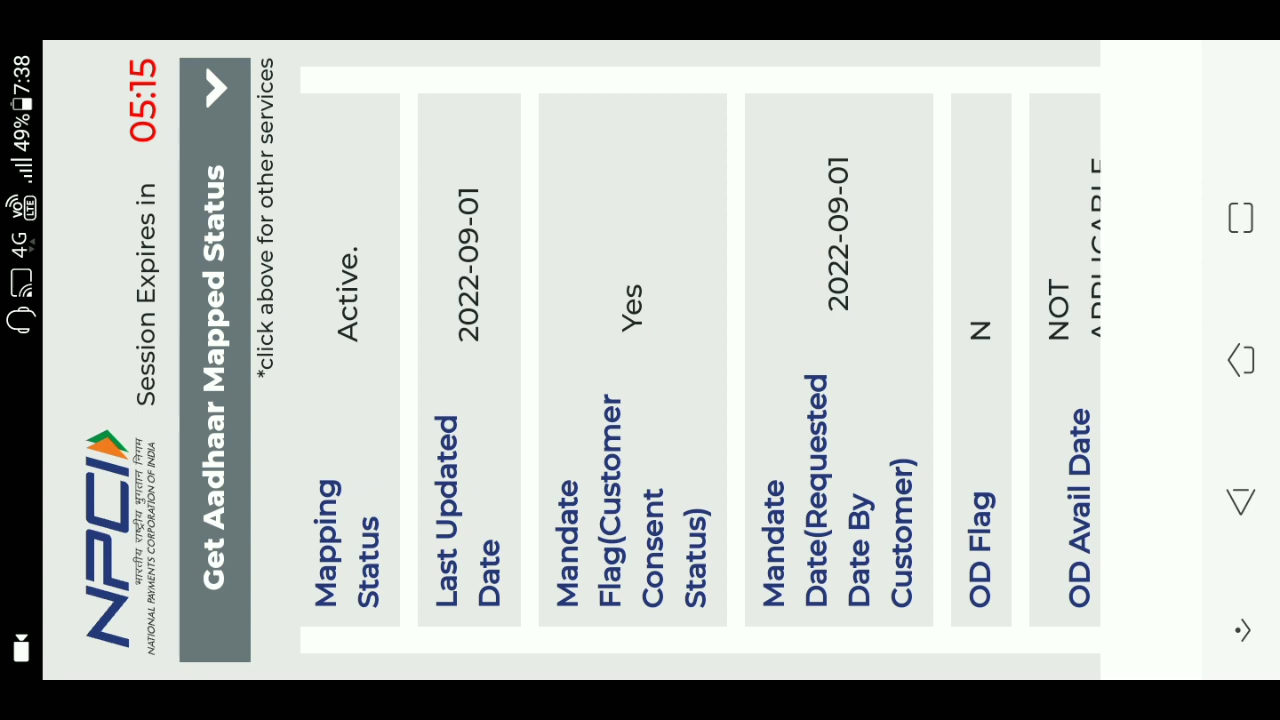 4G VO)) LTE 49% 7:38
NPCI
भारतीय राष्ट्रीय भुगतान निगम
NATIONAL PAYMENTS CORPORATION OF INDIA
Session Expires in 05:15
Get Aadhaar Mapped Status
*click above for other services
Mapping
Status
Active.
Last Updated
Date
2022-09-01
Mandate
Flag(Customer
Consent
Status)
Yes
Mandate
Date(Requested
Date By
Customer)
2022-09-01
OD Flag
N
OD Avail Date
NOT
APPLICABLE